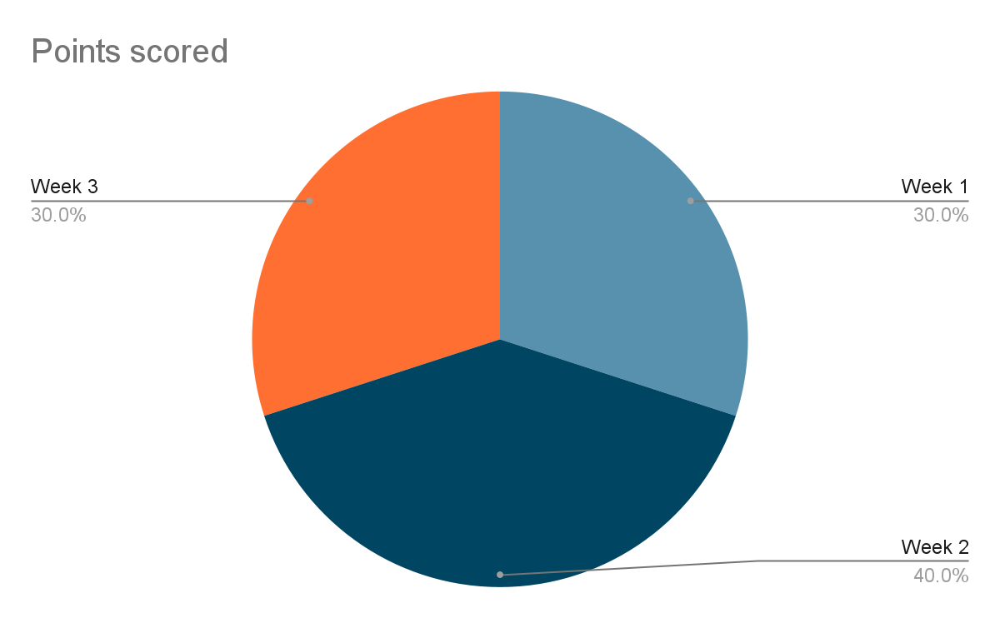 Points scored
Week 3
30.0%
Week 1
30.0%
Week 2
40.0%